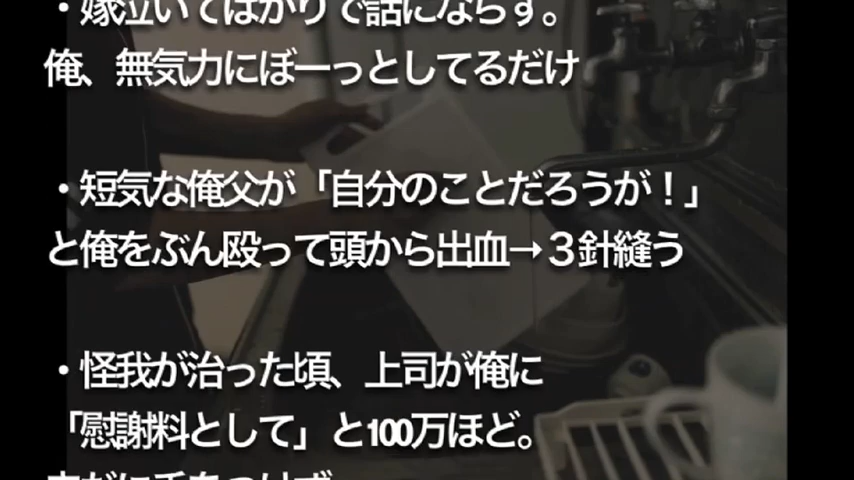 ・嫁泣いてばかりで話にならず。
俺、無気力にぼーっとしてるだけ
・短気な俺父が「自分のことだろうが！」
と俺をぶん殴って頭から出血→３針縫う
・怪我が治った頃、上司が俺に
「慰謝料として」と100万ほど。